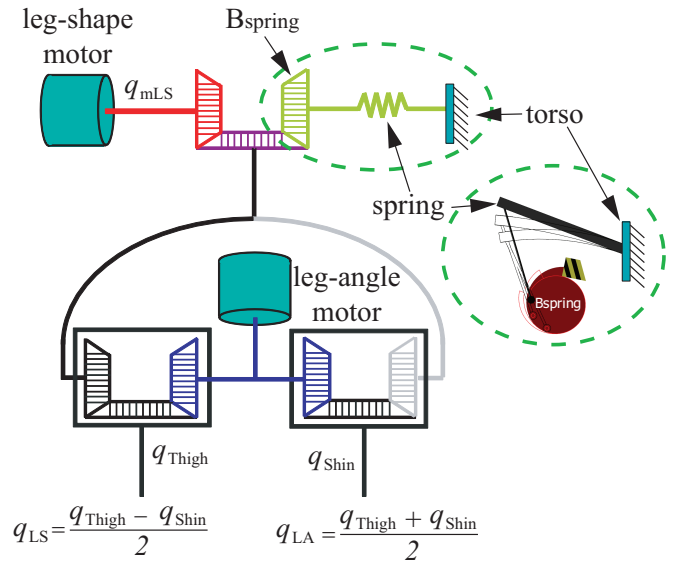 leg-shape
motor
Bspring
qmLS
torso
spring
Bspring
leg-angle
motor
qThigh
qShin
qLS = qThigh − qShin / 2
qLA = qThigh + qShin / 2